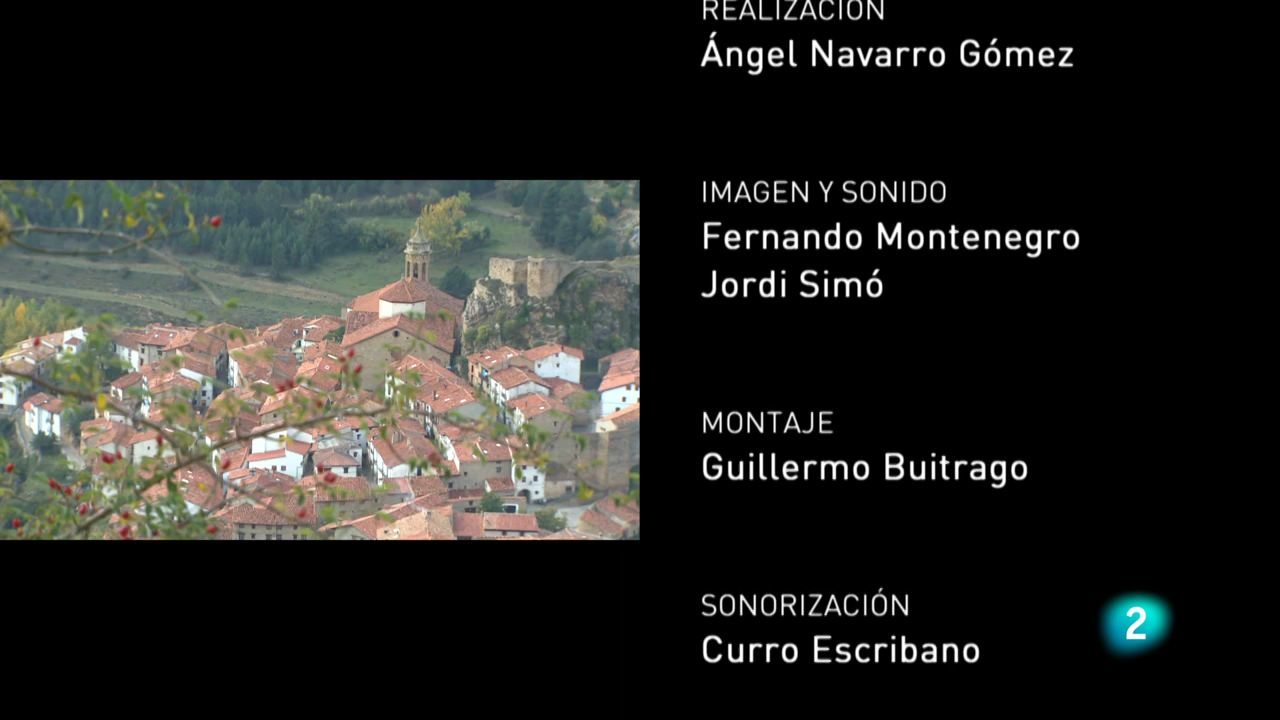 REALIZACIÓN
Ángel Navarro Gómez
IMAGEN Y SONIDO
Fernando Montenegro
Jordi Simó
MONTAJE
Guillermo Buitrago
SONORIZACIÓN
Curro Escribano
2